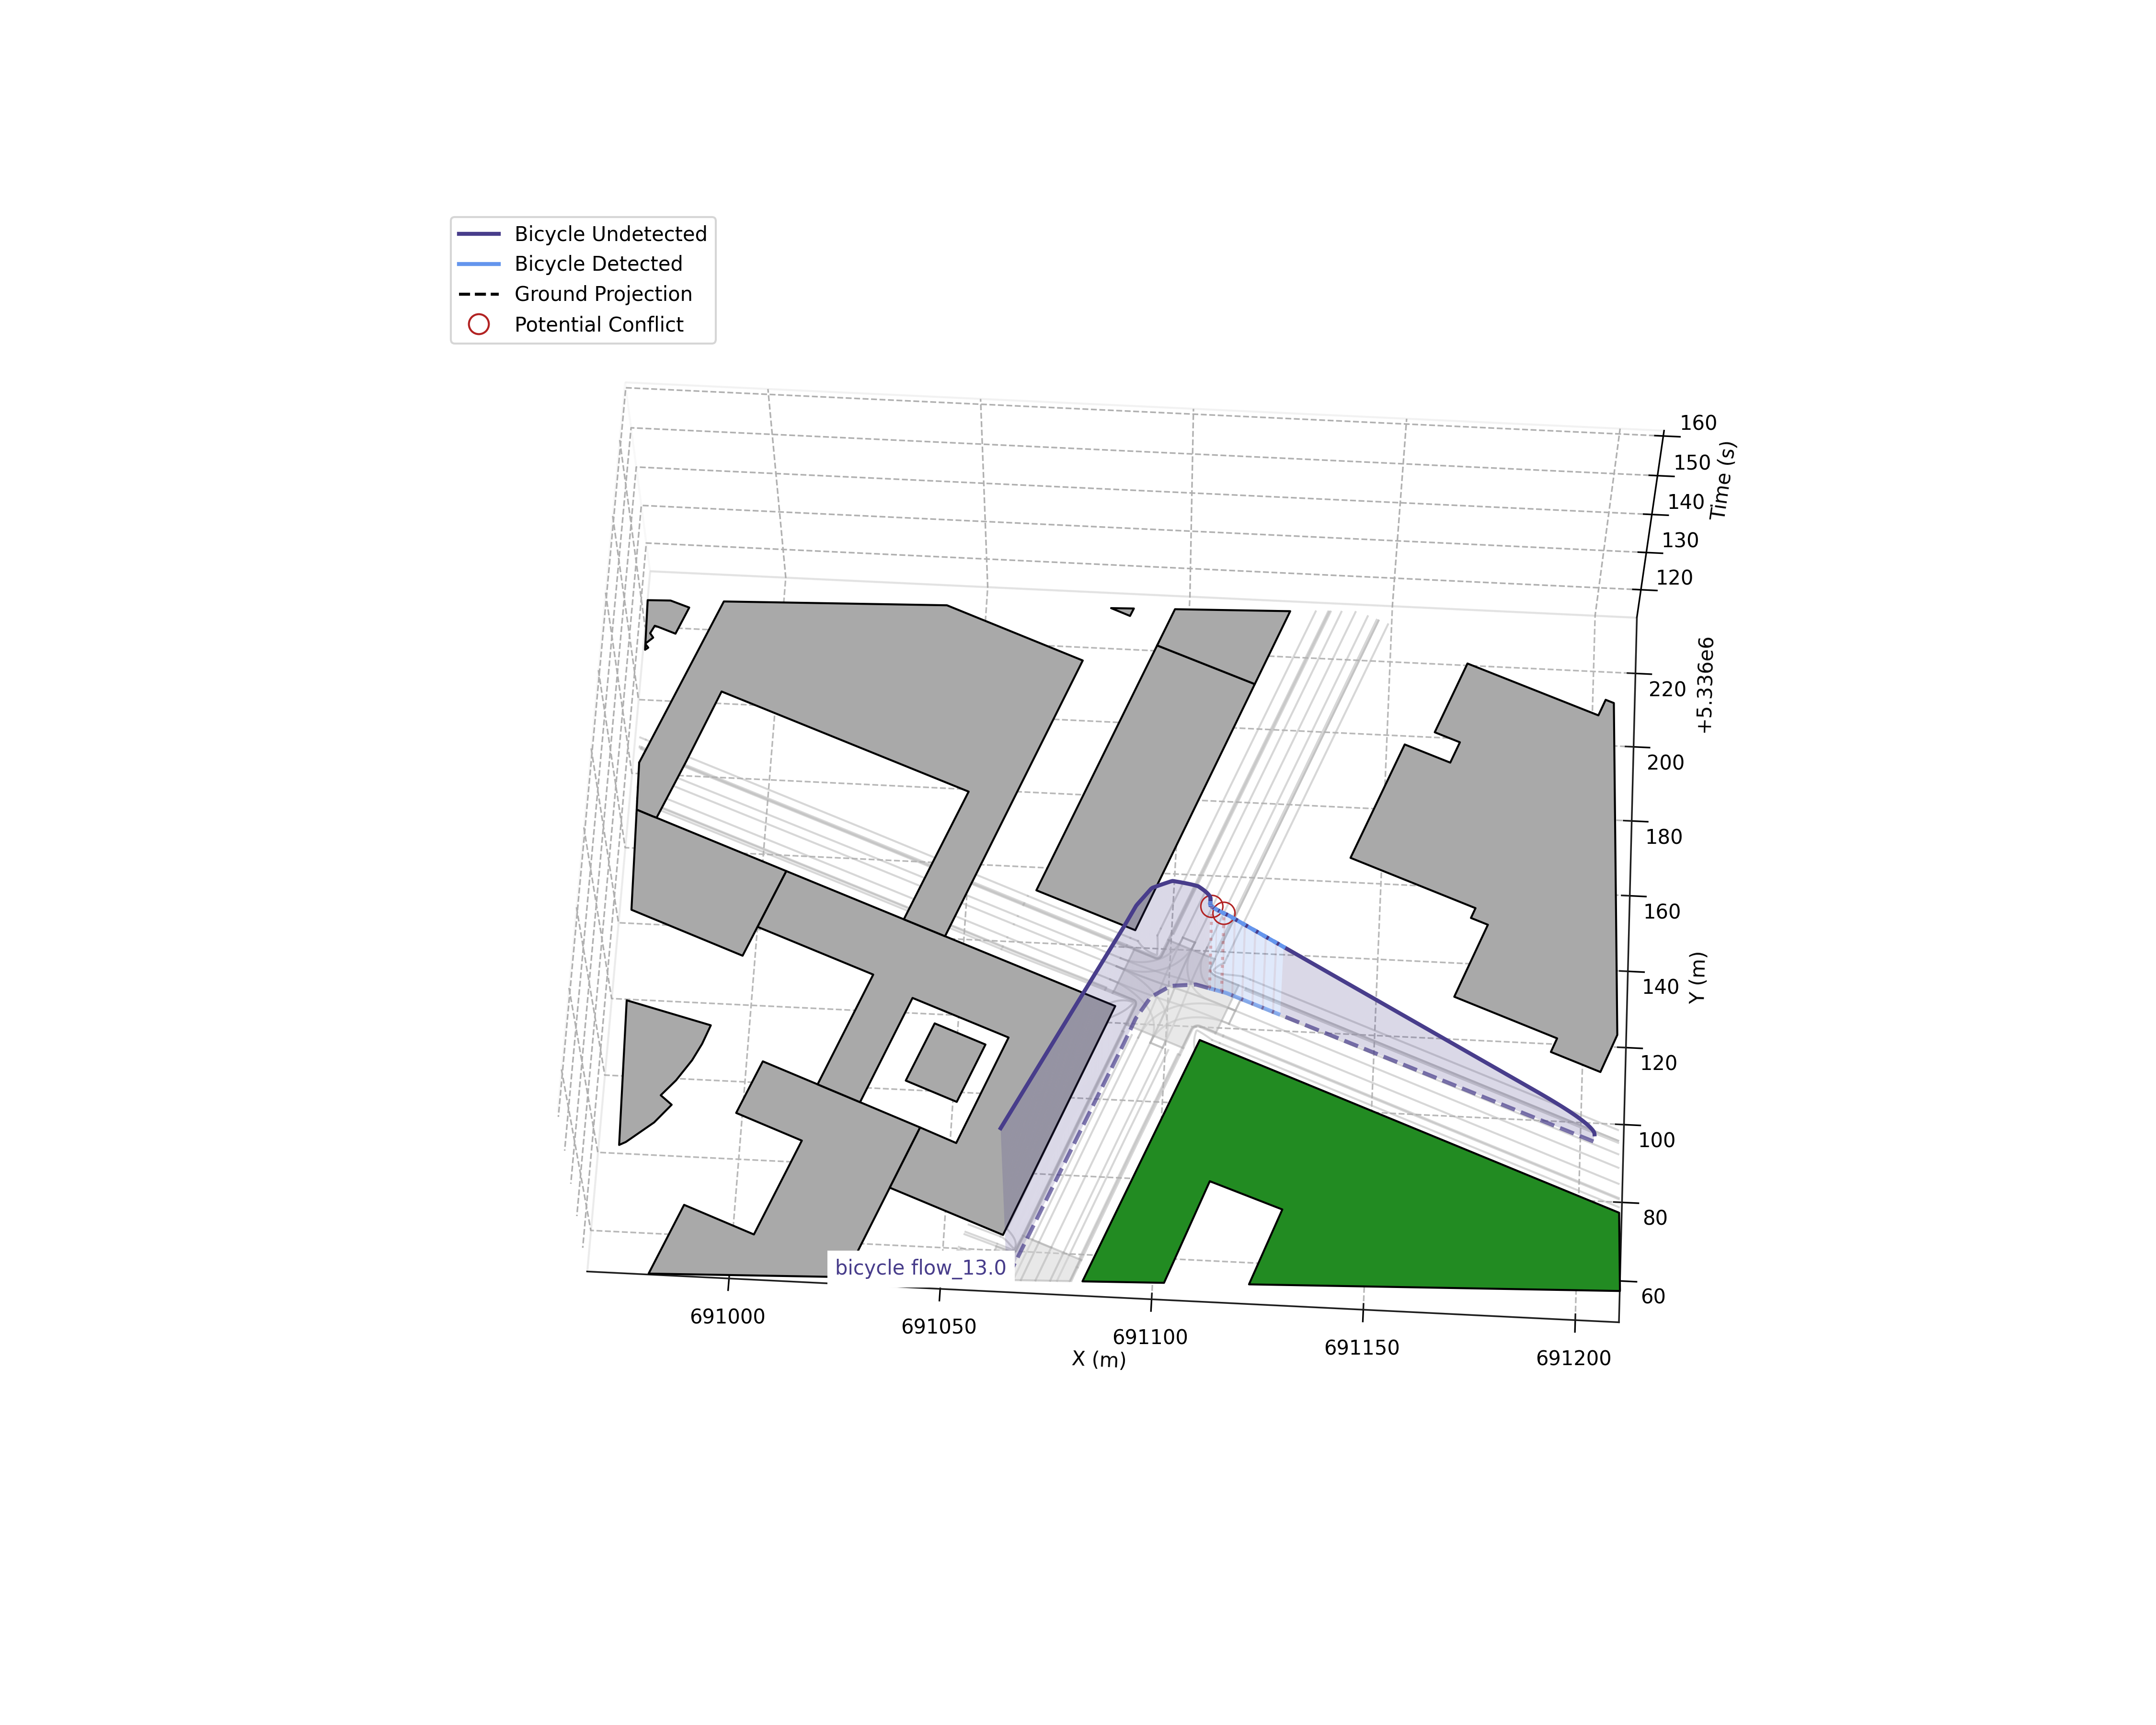 Bicycle Undetected
Bicycle Detected
Ground Projection
Potential Conflict
160
150
140
130
120
Time (s)
+5.336e6
220
200
180
160
140
120
100
80
60
Y (m)
bicycle flow_13.0
691000
691050
691100
691150
691200
X (m)